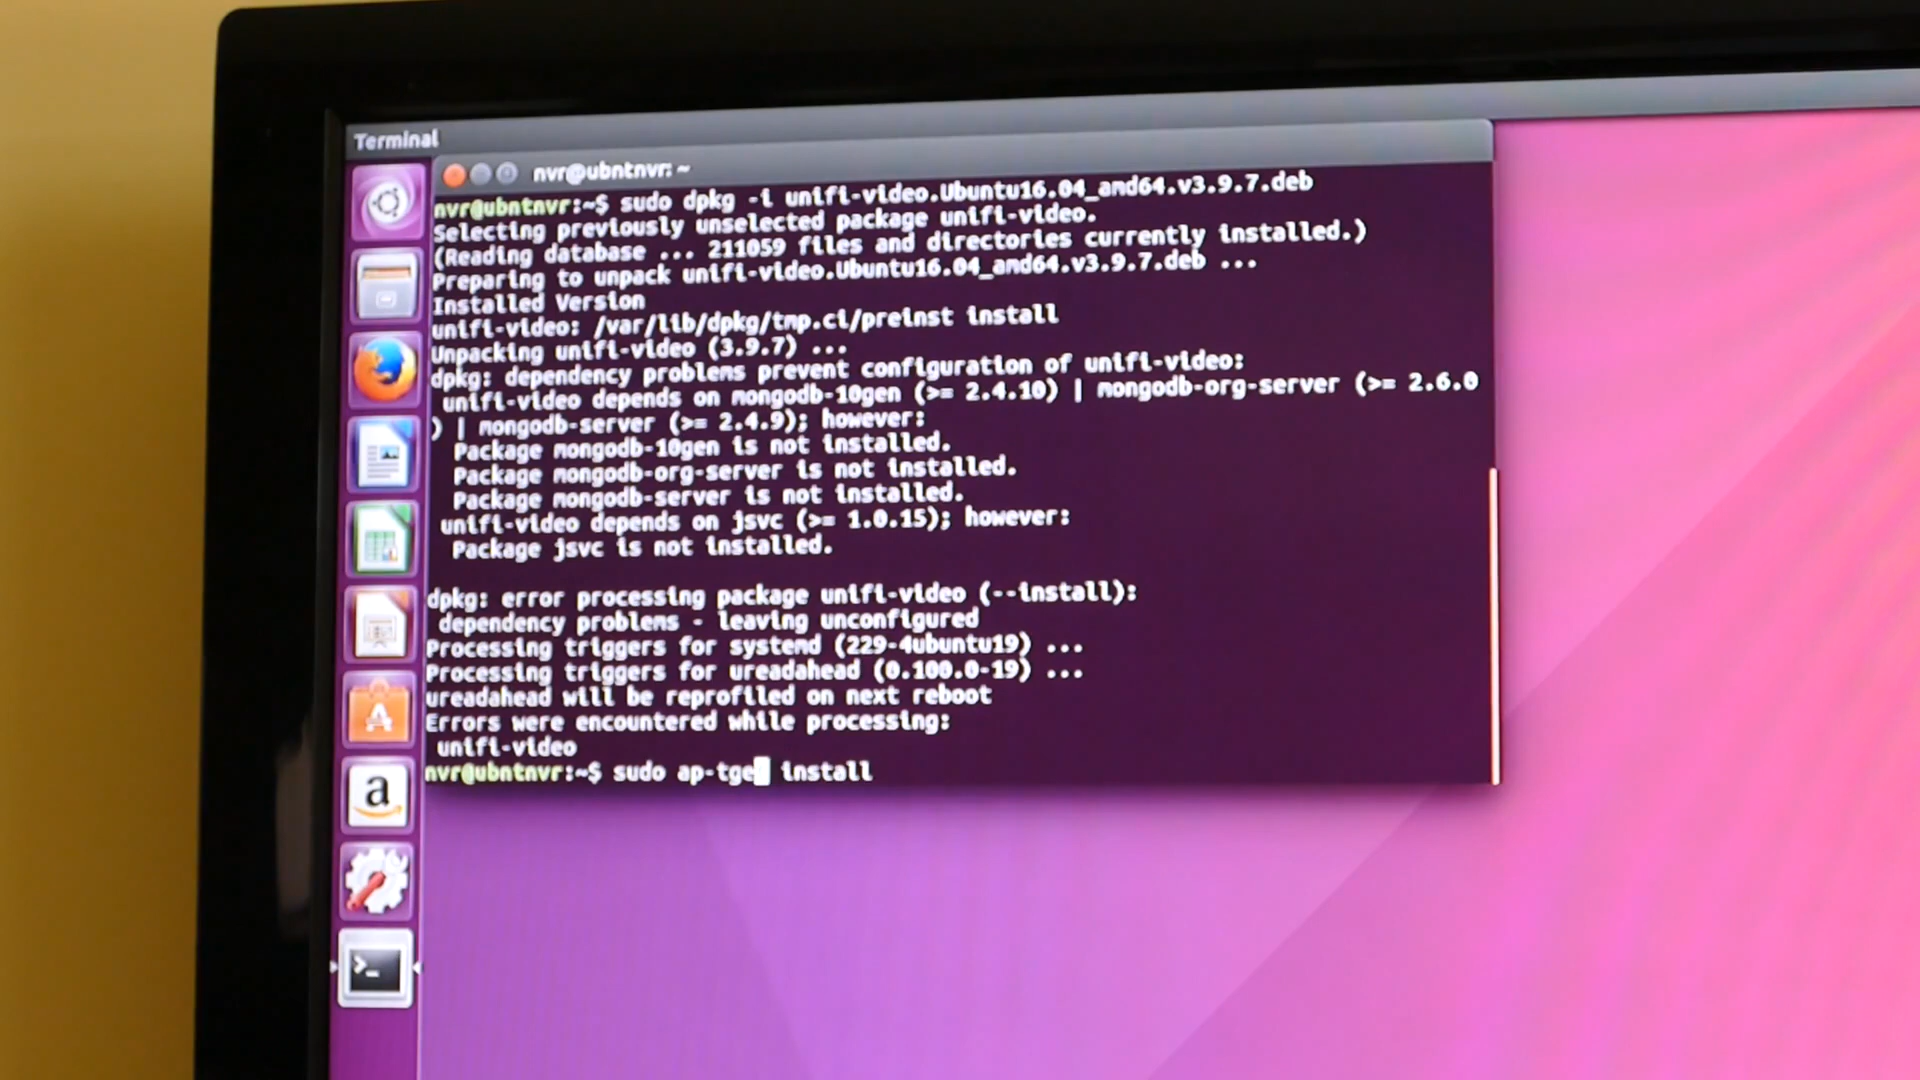 Terminal
nvr@ubntnvr: ~
nvr@ubntnvr:~$ sudo dpkg -i unifi-video.Ubuntu16.04_amd64.v3.9.7.deb
Selecting previously unselected package unifi-video.
(Reading database ... 211059 files and directories currently installed.)
Preparing to unpack unifi-video.Ubuntu16.04_amd64.v3.9.7.deb ...
Installed Version
unifi-video: /var/lib/dpkg/tmp.ci/preinst install
Unpacking unifi-video (3.9.7) ...
dpkg: dependency problems prevent configuration of unifi-video:
 unifi-video depends on mongodb-10gen (>= 2.4.10) | mongodb-org-server (>= 2.6.0
) | mongodb-server (>= 2.4.9); however:
  Package mongodb-10gen is not installed.
  Package mongodb-org-server is not installed.
  Package mongodb-server is not installed.
 unifi-video depends on jsvc (>= 1.0.15); however:
  Package jsvc is not installed.
dpkg: error processing package unifi-video (--install):
 dependency problems - leaving unconfigured
Processing triggers for systemd (229-4ubuntu19) ...
Processing triggers for ureadahead (0.100.0-19) ...
ureadahead will be reprofiled on next reboot
Errors were encountered while processing:
 unifi-video
nvr@ubntnvr:~$ sudo ap-tge install
a